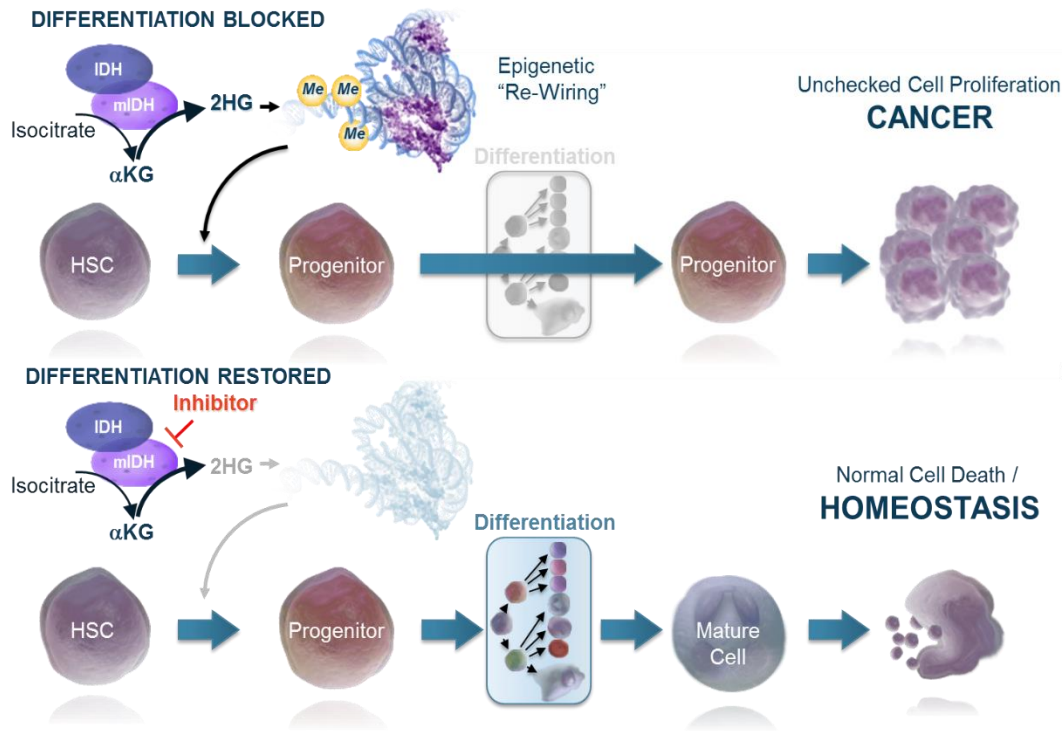 DIFFERENTIATION BLOCKED
IDH
mIDH
Isocitrate
2HG
αKG
Me
Me
Me
Epigenetic
“Re-Wiring”
Unchecked Cell Proliferation
CANCER
Differentiation
HSC
Progenitor
Progenitor
DIFFERENTIATION RESTORED
Inhibitor
IDH
mIDH
Isocitrate
2HG
αKG
Normal Cell Death /
HOMEOSTASIS
Differentiation
HSC
Progenitor
Mature
Cell